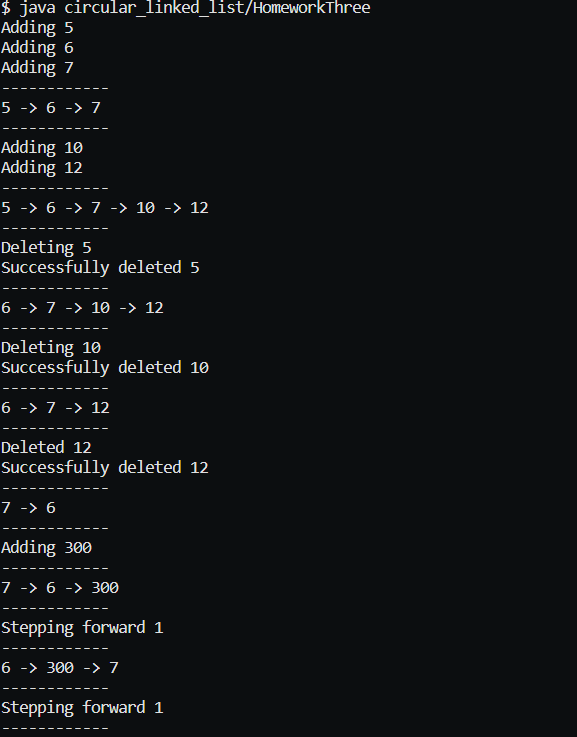 $ java circular_linked_list/HomeworkThree
Adding 5
Adding 6
Adding 7
------------
5 -> 6 -> 7
------------
Adding 10
Adding 12
------------
5 -> 6 -> 7 -> 10 -> 12
------------
Deleting 5
Successfully deleted 5
------------
6 -> 7 -> 10 -> 12
------------
Deleting 10
Successfully deleted 10
------------
6 -> 7 -> 12
------------
Deleted 12
Successfully deleted 12
------------
7 -> 6
------------
Adding 300
------------
7 -> 6 -> 300
------------
Stepping forward 1
------------
6 -> 300 -> 7
------------
Stepping forward 1
------------